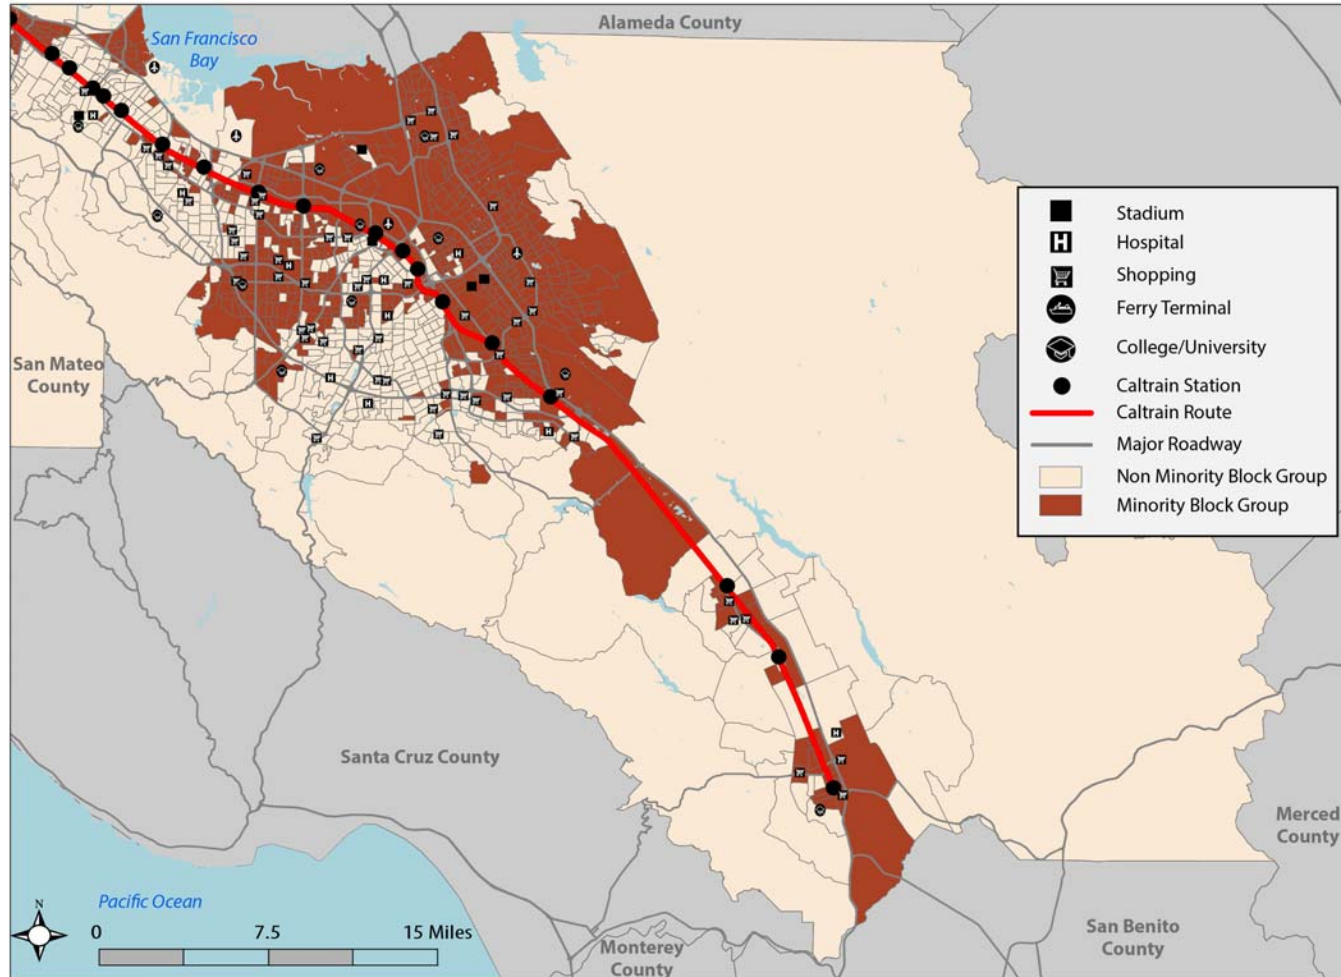 Alameda County
San Francisco
Bay
Stadium
Hospital
Shopping
Ferry Terminal
College/University
Caltrain Station
Caltrain Route
Major Roadway
Non Minority Block Group
Minority Block Group
H
San Mateo
County
Santa Cruz County
Merced
County
Pacific Ocean
N
0 7.5 15 Miles
San Benito
County
Monterey
County